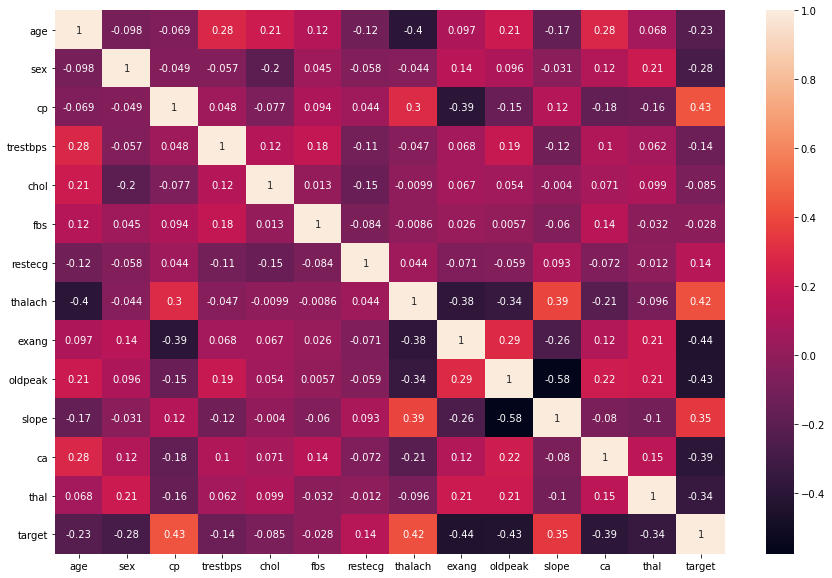 age 1 -0.098 -0.069 0.28 0.21 0.12 -0.12 -0.4 0.097 0.21 -0.17 0.28 0.068 -0.23
sex -0.098 1 -0.049 -0.057 -0.2 0.045 -0.058 -0.044 0.14 0.096 -0.031 0.12 0.21 -0.28
cp -0.069 -0.049 1 0.048 -0.077 0.094 0.044 0.3 -0.39 -0.15 0.12 -0.18 -0.16 0.43
trestbps 0.28 -0.057 0.048 1 0.12 0.18 -0.11 -0.047 0.068 0.19 -0.12 0.1 0.062 -0.14
chol 0.21 -0.2 -0.077 0.12 1 0.013 -0.15 -0.0099 0.067 0.054 -0.004 0.071 0.099 -0.085
fbs 0.12 0.045 0.094 0.18 0.013 1 -0.084 -0.0086 0.026 0.0057 -0.06 0.14 -0.032 -0.028
restecg -0.12 -0.058 0.044 -0.11 -0.15 -0.084 1 0.044 -0.071 -0.059 0.093 -0.072 -0.012 0.14
thalach -0.4 -0.044 0.3 -0.047 -0.0099 -0.0086 0.044 1 -0.38 -0.34 0.39 -0.21 -0.096 0.42
exang 0.097 0.14 -0.39 0.068 0.067 0.026 -0.071 -0.38 1 0.29 -0.26 0.12 0.21 -0.44
oldpeak 0.21 0.096 -0.15 0.19 0.054 0.0057 -0.059 -0.34 0.29 1 -0.58 0.22 0.21 -0.43
slope -0.17 -0.031 0.12 -0.12 -0.004 -0.06 0.093 0.39 -0.26 -0.58 1 -0.08 -0.1 0.35
ca 0.28 0.12 -0.18 0.1 0.071 0.14 -0.072 -0.21 0.12 0.22 -0.08 1 0.15 -0.39
thal 0.068 0.21 -0.16 0.062 0.099 -0.032 -0.012 -0.096 0.21 0.21 -0.1 0.15 1 -0.34
target -0.23 -0.28 0.43 -0.14 -0.085 -0.028 0.14 0.42 -0.44 -0.43 0.35 -0.39 -0.34 1
age sex cp trestbps chol fbs restecg thalach exang oldpeak slope ca thal target
1.0
0.8
0.6
0.4
0.2
0.0
−0.2
−0.4